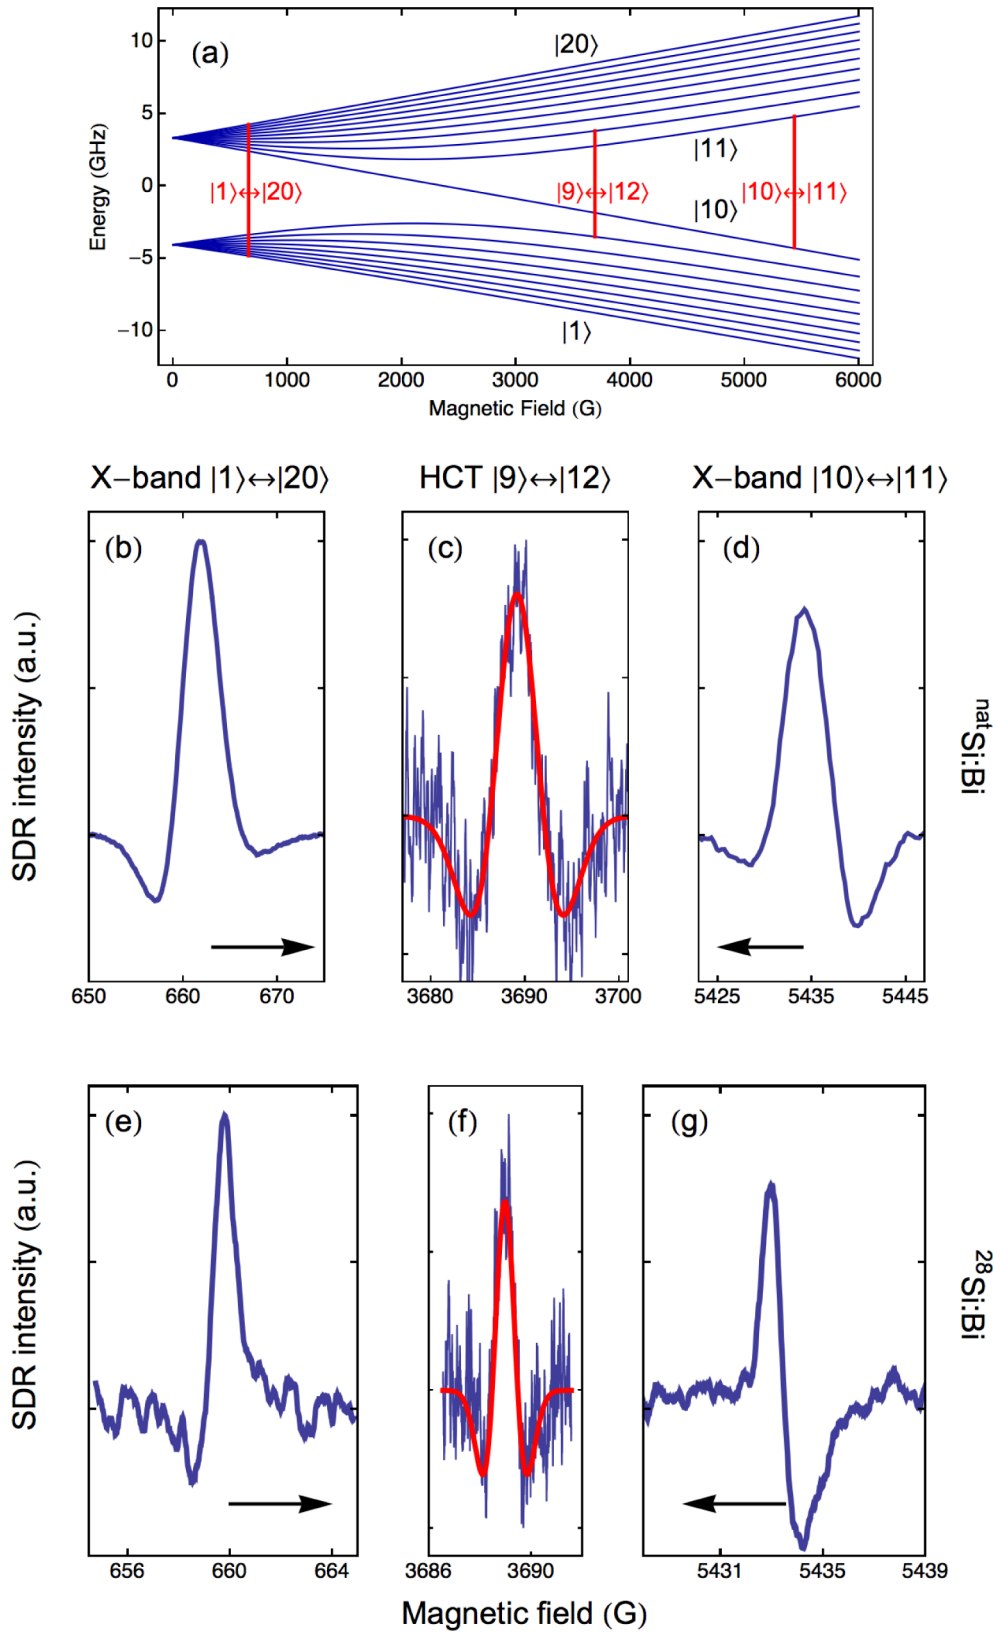 (a)
|20⟩
10
5
0
−5
−10
Energy (GHz)
|1⟩↔|20⟩
|9⟩↔|12⟩
|10⟩↔|11⟩
|11⟩
|10⟩
|1⟩
0 1000 2000 3000 4000 5000 6000
Magnetic Field (G)
X−band |1⟩↔|20⟩
HCT |9⟩↔|12⟩
X−band |10⟩↔|11⟩
(b)
(c)
(d)
SDR intensity (a.u.)
natSi:Bi
650 660 670
3680 3690 3700
5425 5435 5445
(e)
(f)
(g)
SDR intensity (a.u.)
28Si:Bi
656 660 664
3686 3690
5431 5435 5439
Magnetic field (G)